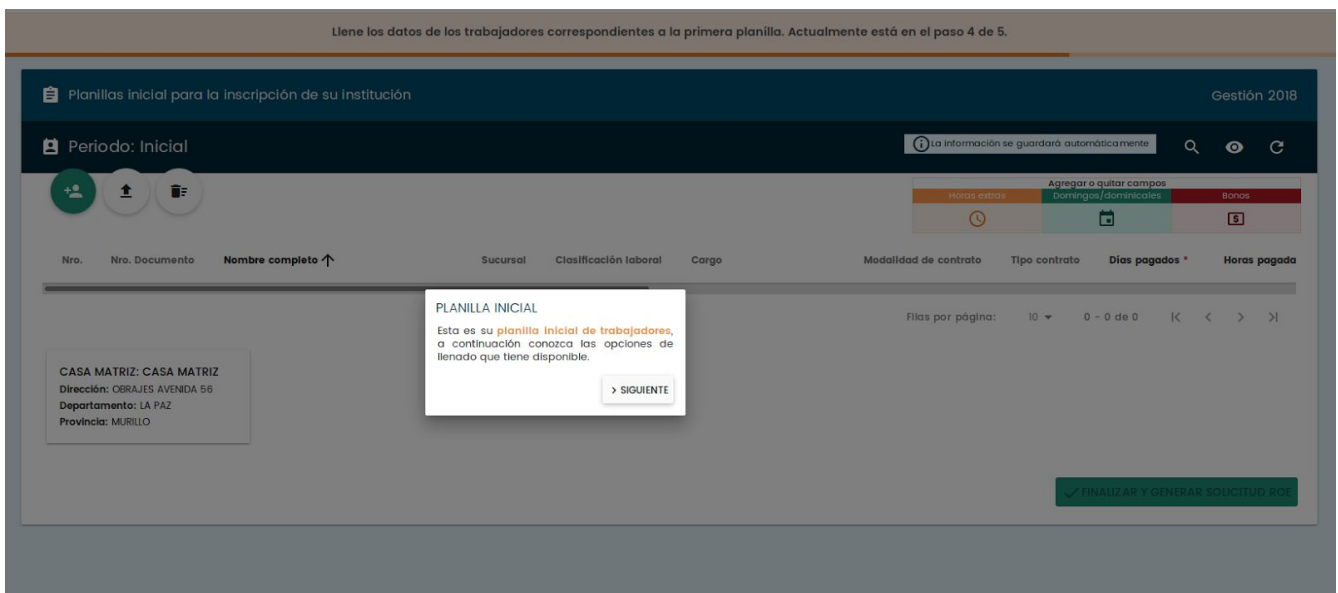 Llene los datos de los trabajadores correspondientes a la primera planilla. Actualmente está en el paso 4 de 5.
Planillas inicial para la inscripción de su institución
Gestión 2018
Periodo: Inicial
La información se guardará automáticamente
Agregar o quitar campos
Horas extras
Domingos/dominicales
Bonos
Nro.
Nro. Documento
Nombre completo
Sucursal
Clasificación laboral
Cargo
Modalidad de contrato
Tipo contrato
Días pagados *
Horas pagada
PLANILLA INICIAL
Esta es su planilla inicial de trabajadores,
a continuación conozca las opciones de
llenado que tiene disponible.
> SIGUIENTE
Filas por página:
10
0 - 0 de 0
CASA MATRIZ: CASA MATRIZ
Dirección: OBRAJES AVENIDA 56
Departamento: LA PAZ
Provincia: MURILLO
FINALIZAR Y GENERAR SOLICITUD ROE